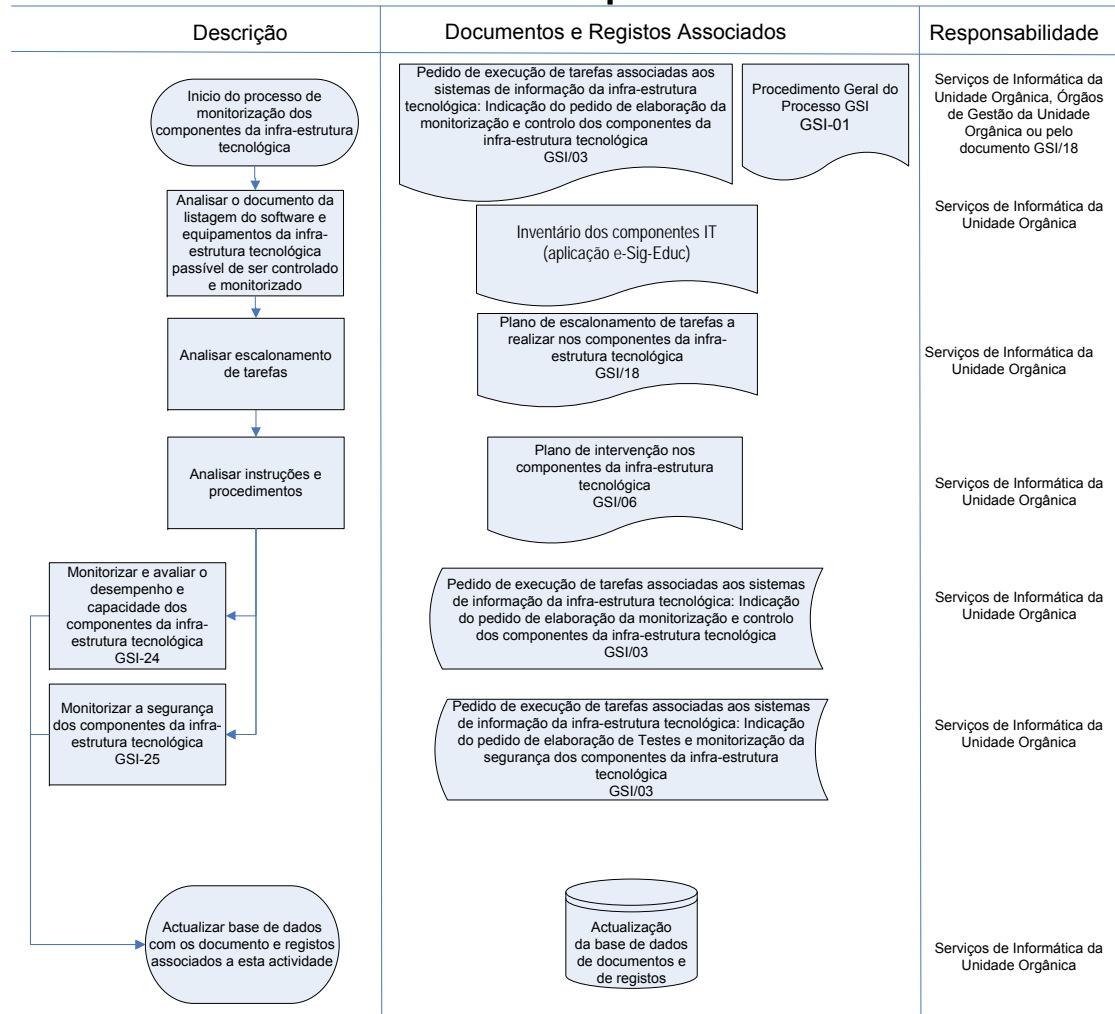 Descrição
Documentos e Registos Associados
Responsabilidade
Inicio do processo de
monitorização dos
componentes da infra-estrutura
tecnológica
Pedido de execução de tarefas associadas aos
sistemas de informação da infra-estrutura
tecnológica: Indicação do pedido de elaboração da
monitorização e controlo dos componentes da
infra-estrutura tecnológica
GSI/03
Procedimento Geral do
Processo GSI
GSI-01
Serviços de Informática da
Unidade Orgânica, Órgãos
de Gestão da Unidade
Orgânica ou pelo
documento GSI/18
Analisar o documento da
listagem do software e
equipamentos da infra-
estrutura tecnológica
passível de ser controlado
e monitorizado
Inventário dos componentes IT
(aplicação e-Sig-Educ)
Serviços de Informática da
Unidade Orgânica
Analisar escalonamento
de tarefas
Plano de escalonamento de tarefas a
realizar nos componentes da infra-
estrutura tecnológica
GSI/18
Serviços de Informática da
Unidade Orgânica
Analisar instruções e
procedimentos
Plano de intervenção nos
componentes da infra-estrutura
tecnológica
GSI/06
Serviços de Informática da
Unidade Orgânica
Monitorizar e avaliar o
desempenho e
capacidade dos
componentes da infra-
estrutura tecnológica
GSI-24
Pedido de execução de tarefas associadas aos sistemas
de informação da infra-estrutura tecnológica: Indicação
do pedido de elaboração da monitorização e controlo
dos componentes da infra-estrutura tecnológica
GSI/03
Serviços de Informática da
Unidade Orgânica
Monitorizar a segurança
dos componentes da infra-
estrutura tecnológica
GSI-25
Pedido de execução de tarefas associadas aos sistemas
de informação da infra-estrutura tecnológica: Indicação
do pedido de elaboração de Testes e monitorização da
segurança dos componentes da infra-estrutura
tecnológica
GSI/03
Serviços de Informática da
Unidade Orgânica
Actualizar base de dados
com os documento e registos
associados a esta actividade
Actualização
da base de dados
de documentos e
de registos
Serviços de Informática da
Unidade Orgânica